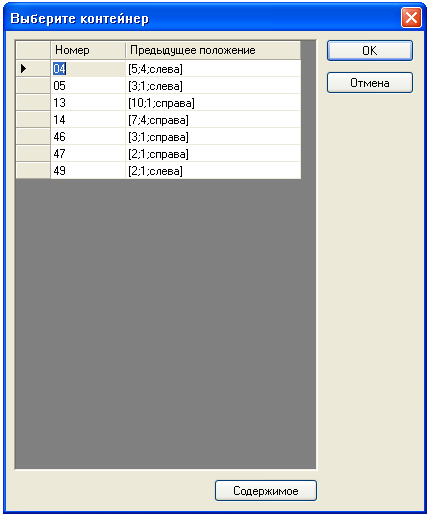 Выберите контейнер
Номер Предыдущее положение
04 [5;4;слева]
05 [3;1;слева]
13 [10;1;справа]
14 [7;4;справа]
46 [3;1;справа]
47 [2;1;справа]
49 [2;1;слева]
OK
Отмена
Содержимое